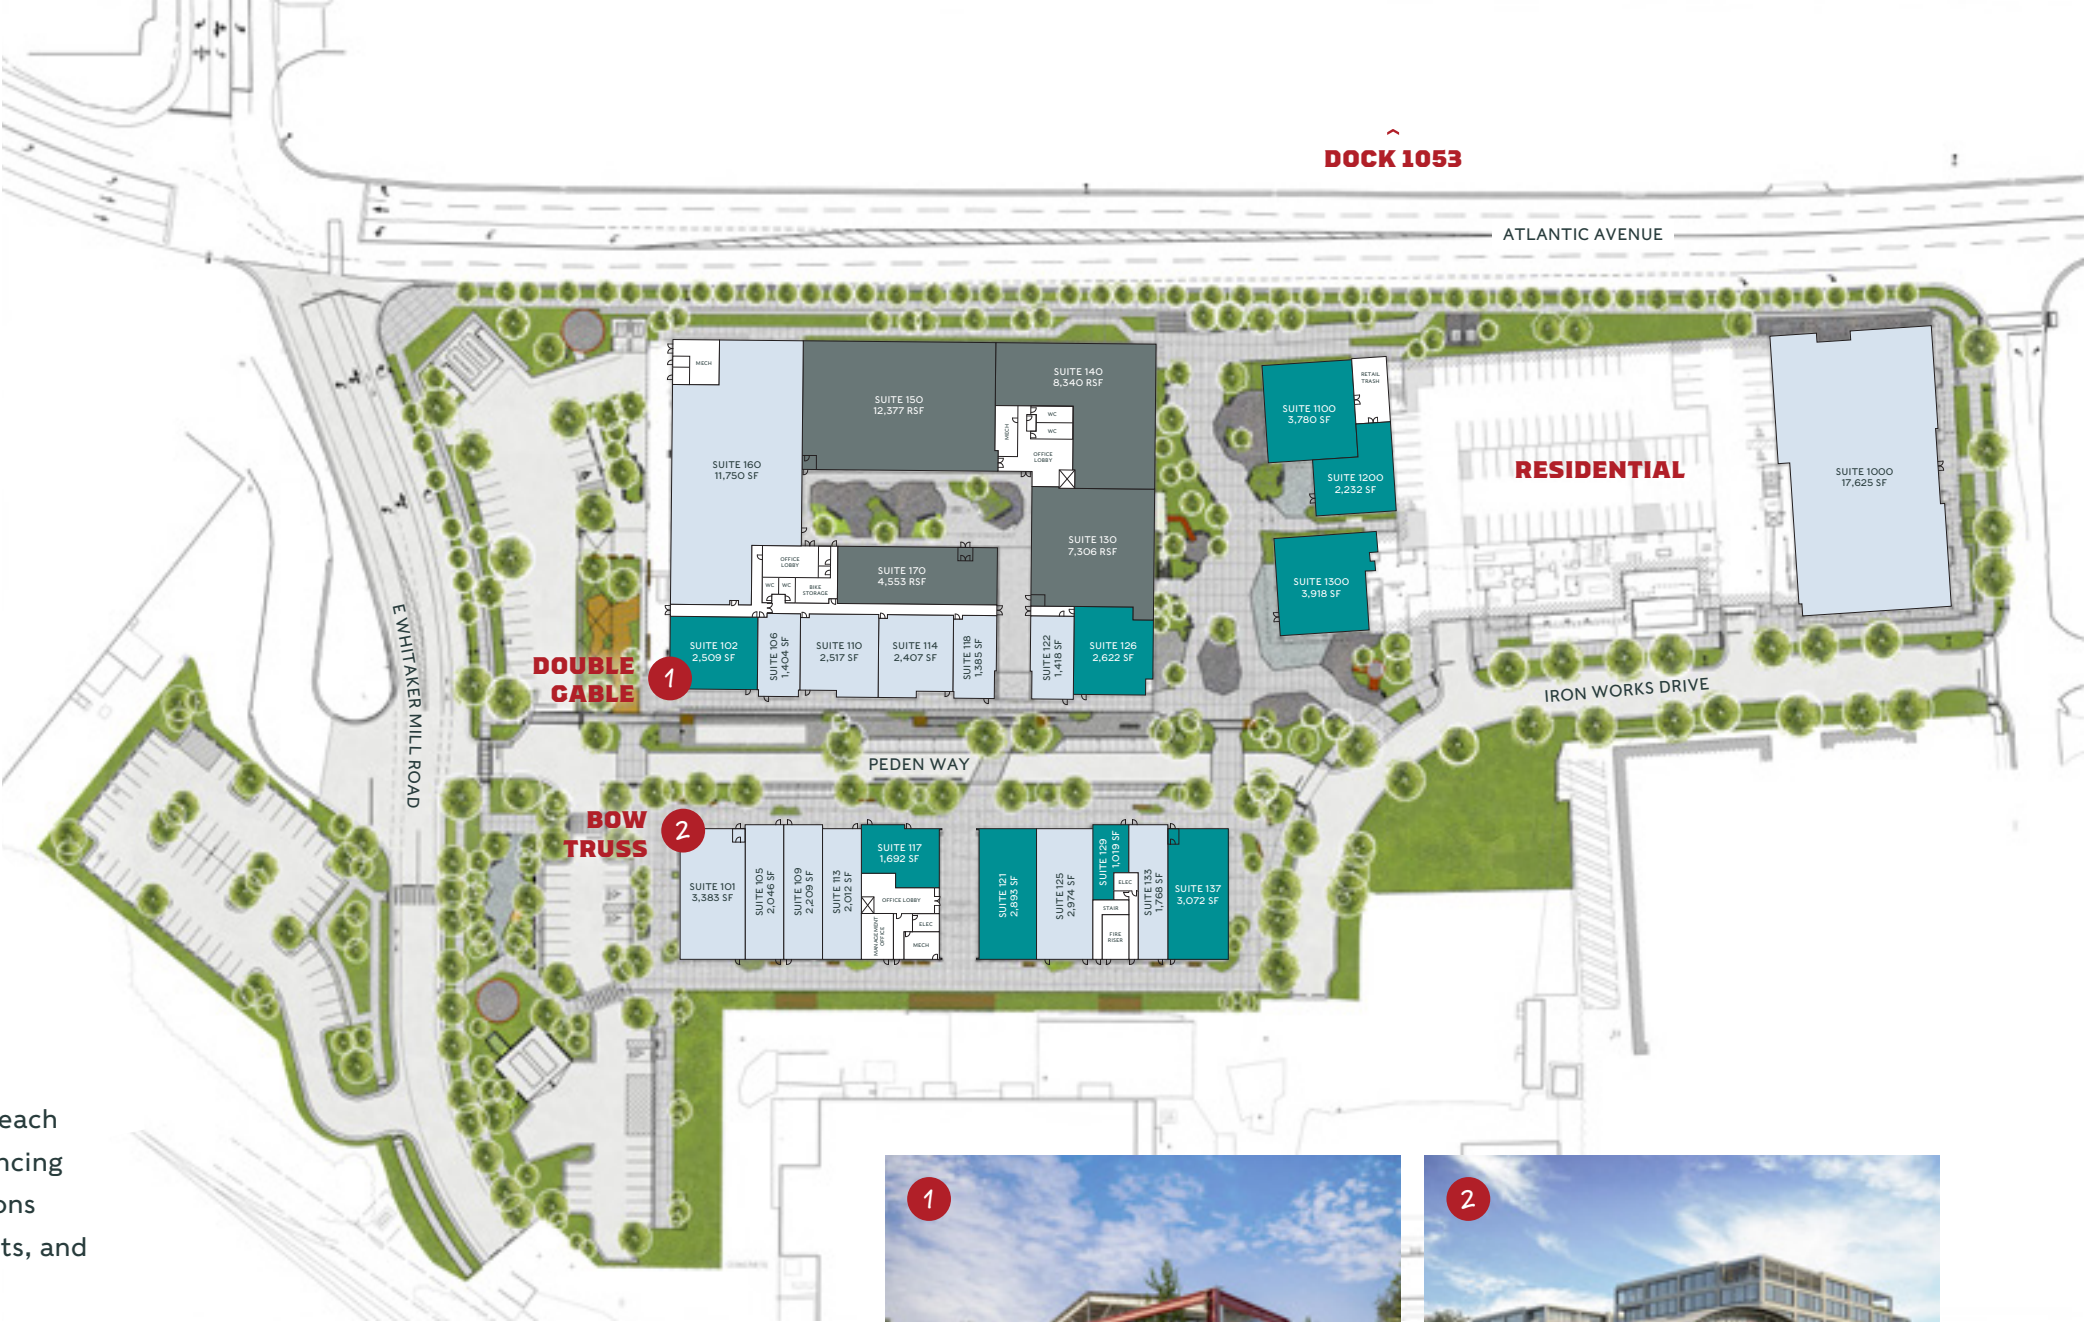 DOCK 1053
ATLANTIC AVENUE
MECH
SUITE 160
11,750 SF
SUITE 150
12,377 RSF
SUITE 140
8,340 RSF
MECH
WC
WC
OFFICE
LOBBY
SUITE 130
7,306 RSF
SUITE 170
4,553 RSF
OFFICE
LOBBY
WC
WC
BIKE
STORAGE
SUITE 1100
3,780 SF
RETAIL
TRASH
SUITE 1200
2,232 SF
SUITE 1300
3,918 SF
RESIDENTIAL
SUITE 1000
17,625 SF
E WHITAKER MILL ROAD
DOUBLE
GABLE
1
SUITE 102
2,509 SF
SUITE 106
1,404 SF
SUITE 110
2,517 SF
SUITE 114
2,407 SF
SUITE 118
1,385 SF
SUITE 122
1,418 SF
SUITE 126
2,622 SF
IRON WORKS DRIVE
PEDEN WAY
BOW
TRUSS
2
SUITE 101
3,383 SF
SUITE 105
2,046 SF
SUITE 109
2,209 SF
SUITE 113
2,012 SF
SUITE 117
1,692 SF
OFFICE LOBBY
MANAGEMENT
OFFICE
ELEC
MECH
SUITE 121
2,893 SF
SUITE 125
2,974 SF
SUITE 129
1,019 SF
ELEC
STAIR
FIRE
RISER
SUITE 133
1,768 SF
SUITE 137
3,072 SF
each
ncing
ons
ts, and
1
2